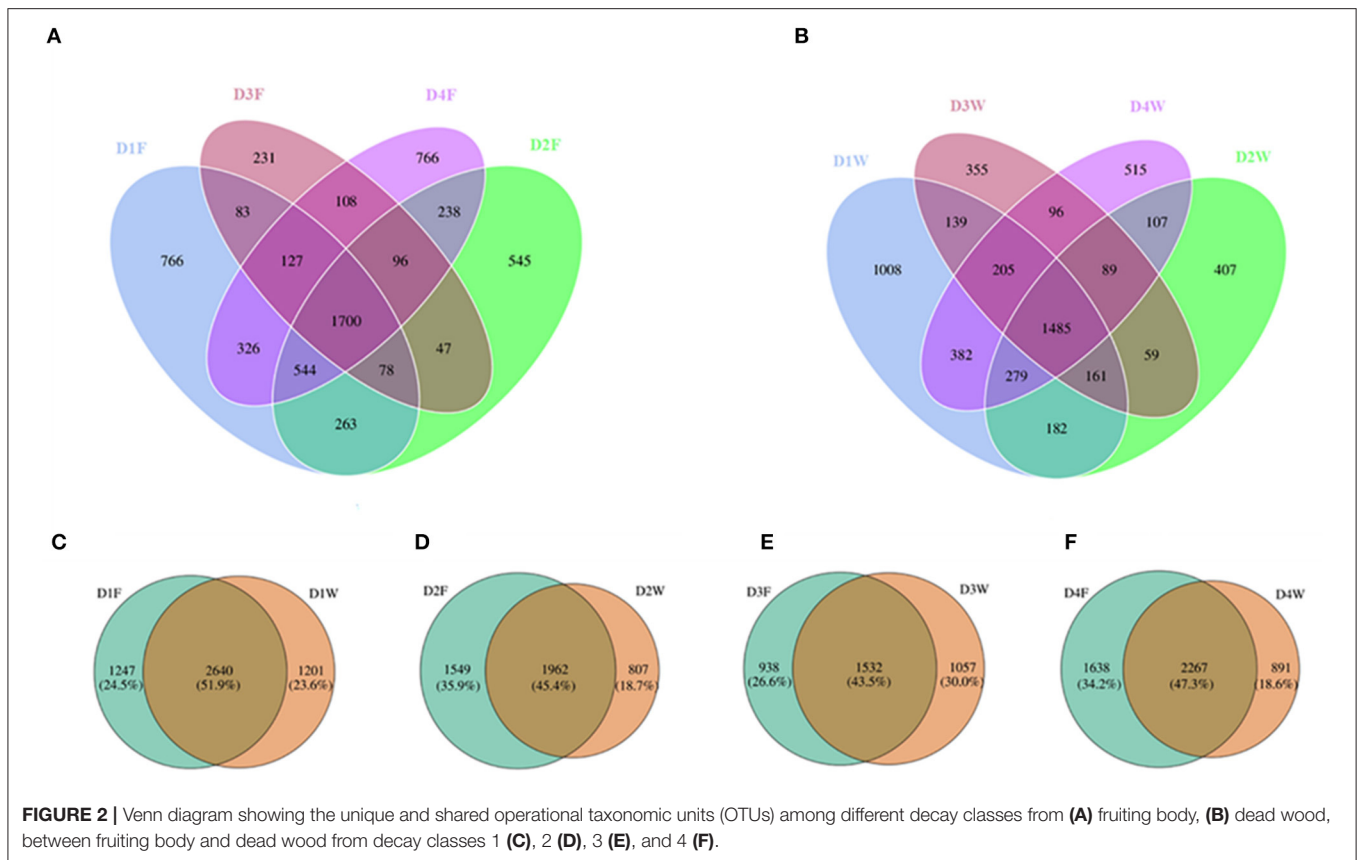 A
D3F
D4F
D1F
D2F
231
766
83
108
238
766
127
96
545
1700
326
47
544
78
263
B
D3W
D4W
D1W
D2W
355
515
139
96
107
1008
205
89
407
1485
382
59
279
161
182
C
D1F
D1W
1247
(24.5%)
2640
(51.9%)
1201
(23.6%)
D
D2F
D2W
1549
(35.9%)
1962
(45.4%)
807
(18.7%)
E
D3F
D3W
938
(26.6%)
1532
(43.5%)
1057
(30.0%)
F
D4F
D4W
1638
(34.2%)
2267
(47.3%)
891
(18.6%)
FIGURE 2 | Venn diagram showing the unique and shared operational taxonomic units (OTUs) among different decay classes from (A) fruiting body, (B) dead wood,
between fruiting body and dead wood from decay classes 1 (C), 2 (D), 3 (E), and 4 (F).